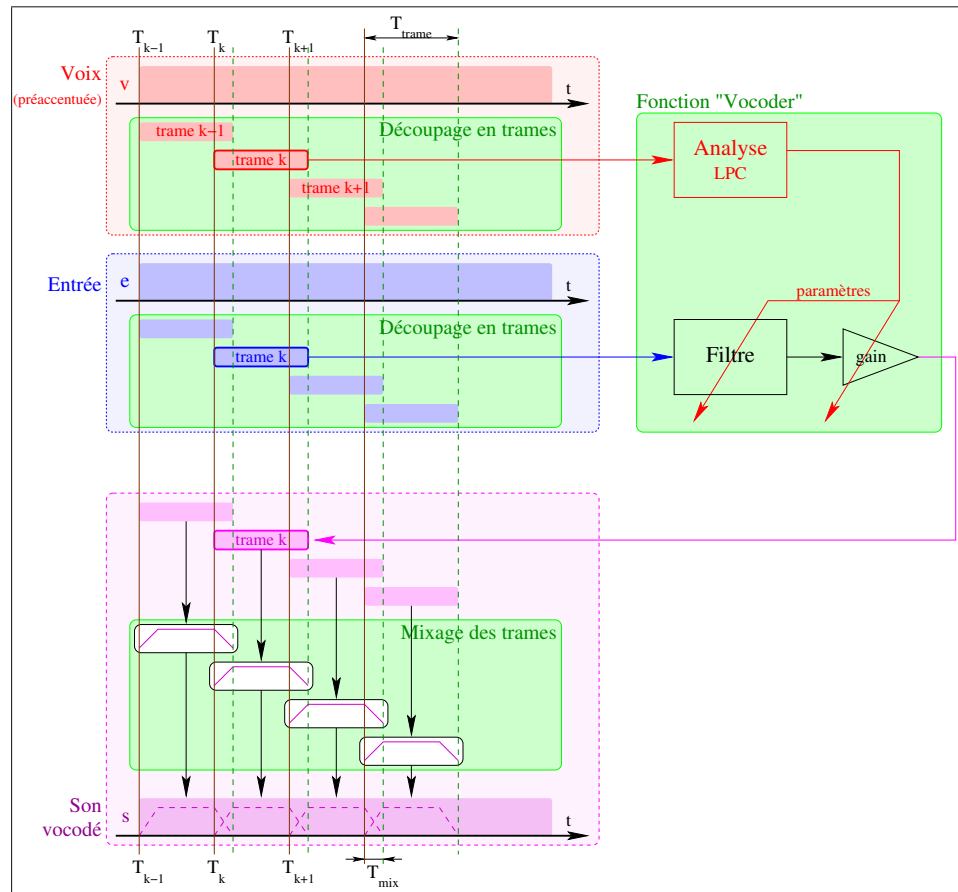 T trame
T k−1 T k T k+1
Voix
(préaccentuée)
v
t
Découpage en trames
trame k−1
trame k
trame k+1
Fonction "Vocoder"
Analyse
LPC
paramètres
Filtre
gain
Entrée
e
t
Découpage en trames
trame k
trame k
Mixage des trames
Son
vocodé
s
t
T k−1 T k T k+1 T mix